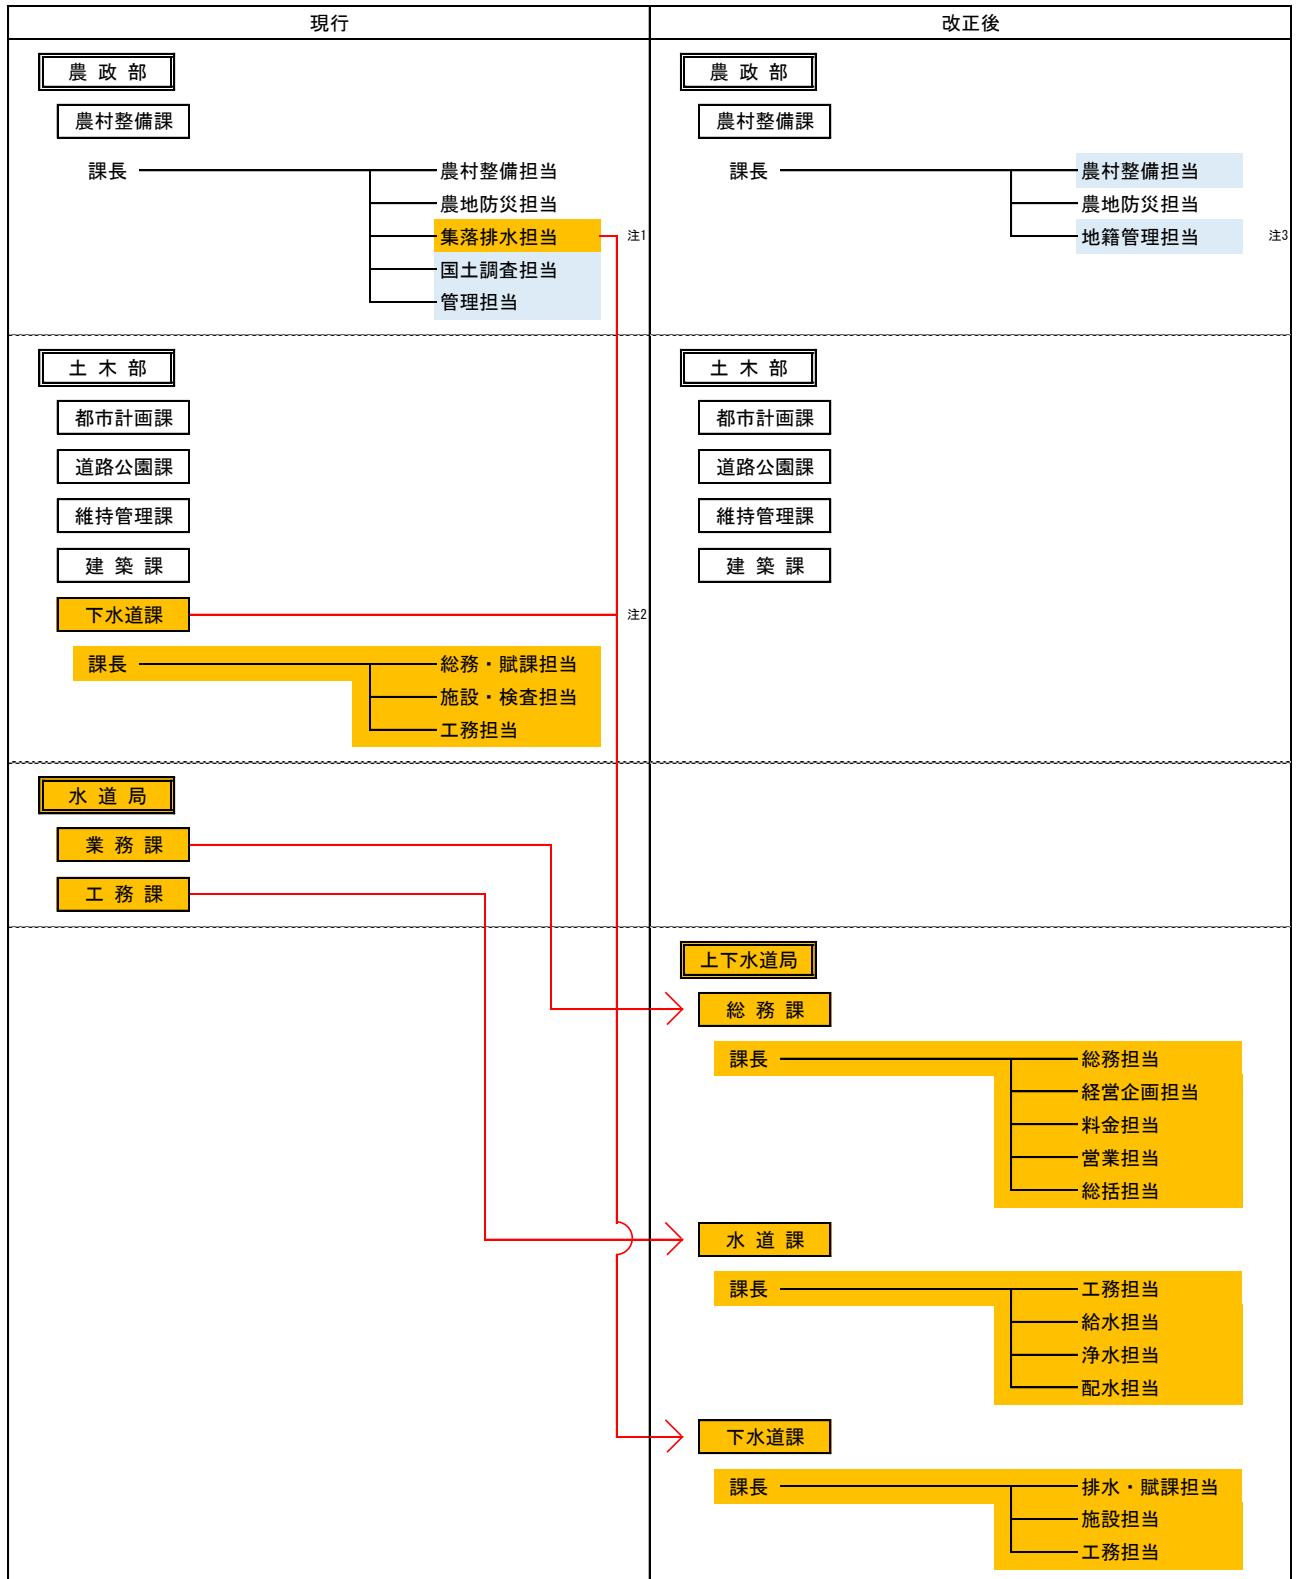 現行
農 政 部
農村整備課
課長
農村整備担当
農地防災担当
集落排水担当
注1
国土調査担当
管理担当
土 木 部
都市計画課
道路公園課
維持管理課
建 築 課
下水道課
注2
課長
総務・賦課担当
施設・検査担当
工務担当
水 道 局
業 務 課
工 務 課
改正後
農 政 部
農村整備課
課長
農村整備担当
農地防災担当
地籍管理担当
注3
土 木 部
都市計画課
道路公園課
維持管理課
建 築 課
上下水道局
総 務 課
課長
総務担当
経営企画担当
料金担当
営業担当
総括担当
水 道 課
課長
工務担当
給水担当
浄水担当
配水担当
下水道課
課長
排水・賦課担当
施設担当
工務担当